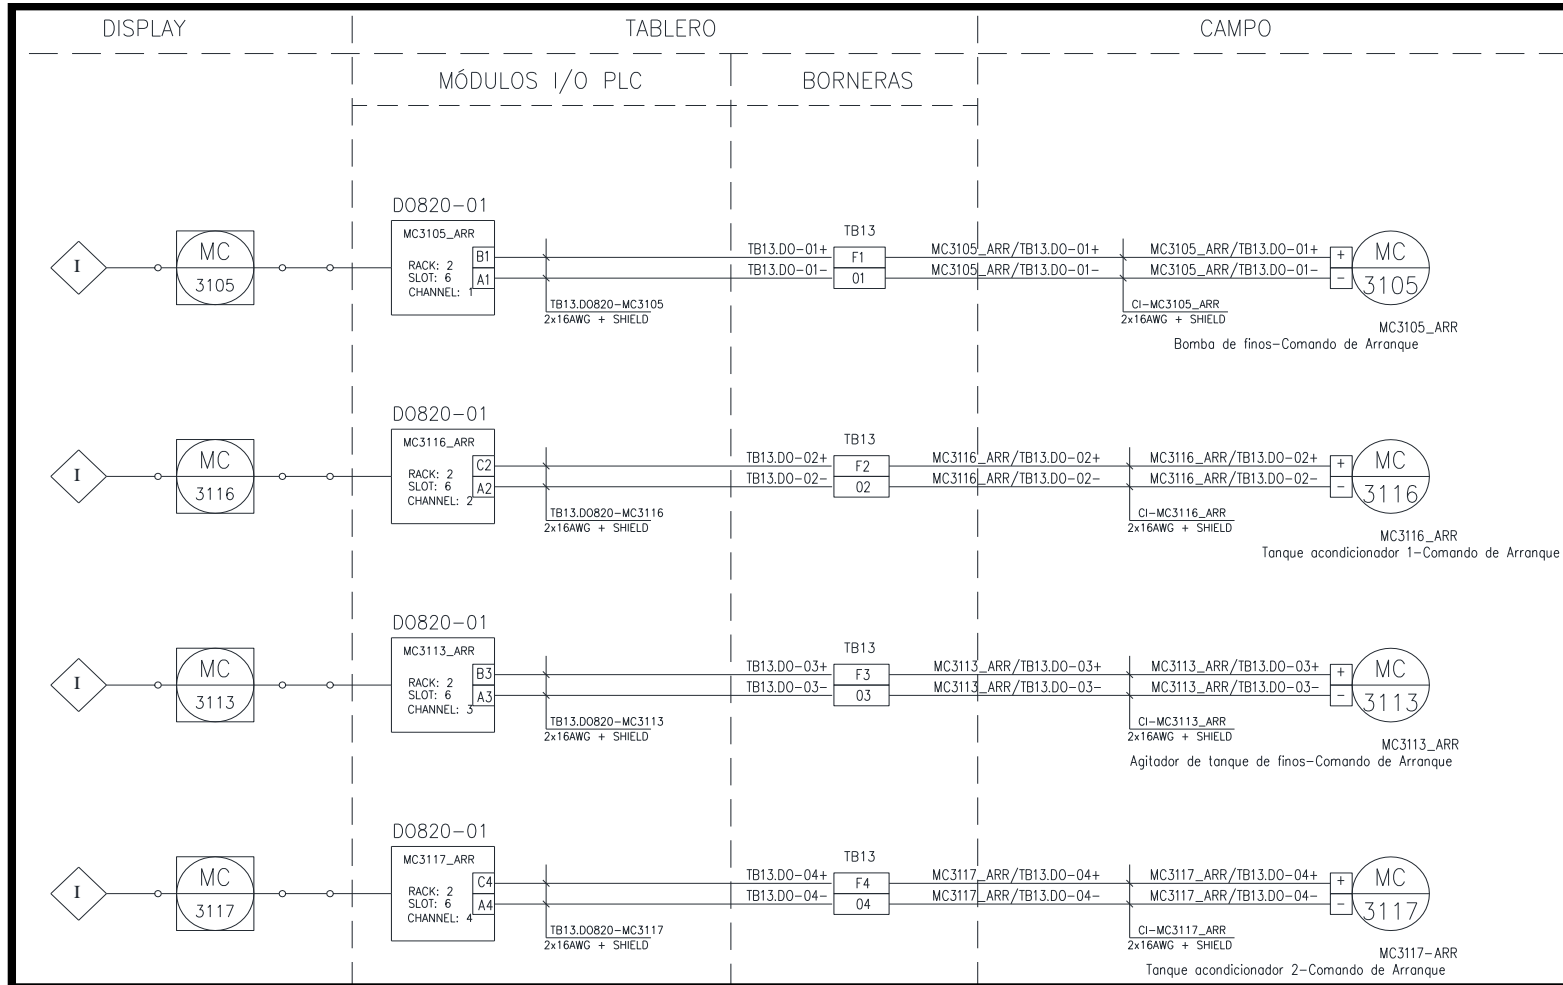 DISPLAY
TABLERO
CAMPO
MÓDULOS I/O PLC
BORNERAS
DO820-01
MC3105_ARR
RACK: 2
SLOT: 6
CHANNEL: 1
B1
A1
I
MC
3105
TB13.DO820-MC3105
2x16AWG + SHIELD
TB13
TB13.DO-01+
F1
MC3105_ARR/TB13.DO-01+
MC3105_ARR/TB13.DO-01+
+
TB13.DO-01-
01
MC3105_ARR/TB13.DO-01-
MC3105_ARR/TB13.DO-01-
-
MC
3105
CI-MC3105_ARR
2x16AWG + SHIELD
MC3105_ARR
Bomba de finos-Comando de Arranque
DO820-01
MC3116_ARR
RACK: 2
SLOT: 6
CHANNEL: 2
C2
A2
I
MC
3116
TB13.DO820-MC3116
2x16AWG + SHIELD
TB13
TB13.DO-02+
F2
MC3116_ARR/TB13.DO-02+
MC3116_ARR/TB13.DO-02+
+
TB13.DO-02-
02
MC3116_ARR/TB13.DO-02-
MC3116_ARR/TB13.DO-02-
-
MC
3116
CI-MC3116_ARR
2x16AWG + SHIELD
MC3116_ARR
Tanque acondicionador 1-Comando de Arranque
DO820-01
MC3113_ARR
RACK: 2
SLOT: 6
CHANNEL: 3
B3
A3
I
MC
3113
TB13.DO820-MC3113
2x16AWG + SHIELD
TB13
TB13.DO-03+
F3
MC3113_ARR/TB13.DO-03+
MC3113_ARR/TB13.DO-03+
+
TB13.DO-03-
03
MC3113_ARR/TB13.DO-03-
MC3113_ARR/TB13.DO-03-
-
MC
3113
CI-MC3113_ARR
2x16AWG + SHIELD
MC3113_ARR
Agitador de tanque de finos-Comando de Arranque
DO820-01
MC3117_ARR
RACK: 2
SLOT: 6
CHANNEL: 4
C4
A4
I
MC
3117
TB13.DO820-MC3117
2x16AWG + SHIELD
TB13
TB13.DO-04+
F4
MC3117_ARR/TB13.DO-04+
MC3117_ARR/TB13.DO-04+
+
TB13.DO-04-
04
MC3117_ARR/TB13.DO-04-
MC3117_ARR/TB13.DO-04-
-
MC
3117
CI-MC3117_ARR
2x16AWG + SHIELD
MC3117-ARR
Tanque acondicionador 2-Comando de Arranque